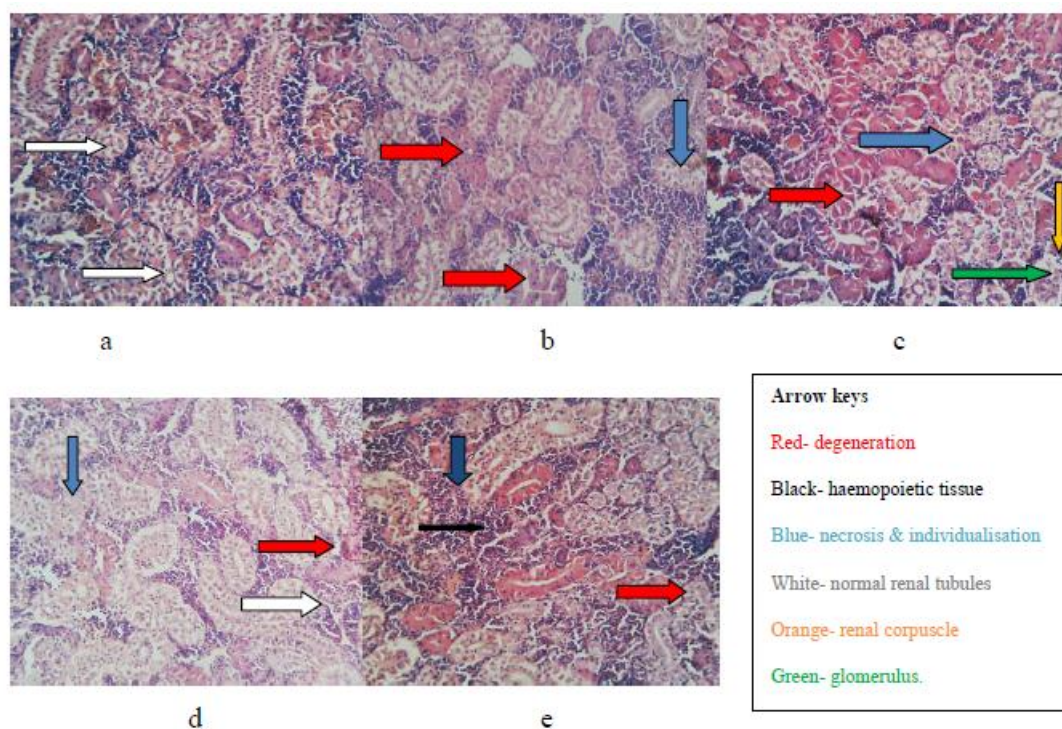 a
b
c
d
e
Arrow keys
Red- degeneration
Black- haemopoietic tissue
Blue- necrosis & individualisation
White- normal renal tubules
Orange- renal corpuscle
Green- glomerulus.